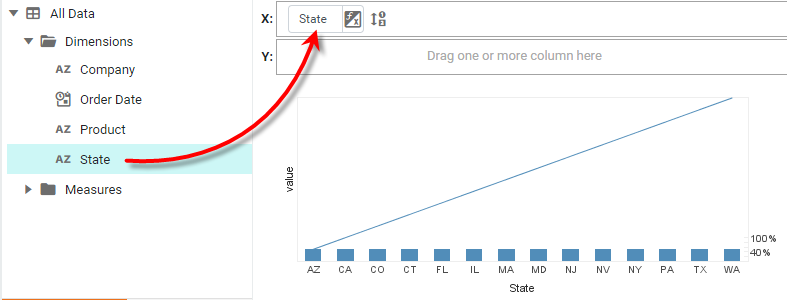 All Data
Dimensions
AZ Company
Order Date
AZ Product
AZ State
Measures
X: State
Y: Drag one or more column here
value
100%
40%
AZ CA CO CT FL IL MA MD NJ NV NY PA TX WA
State